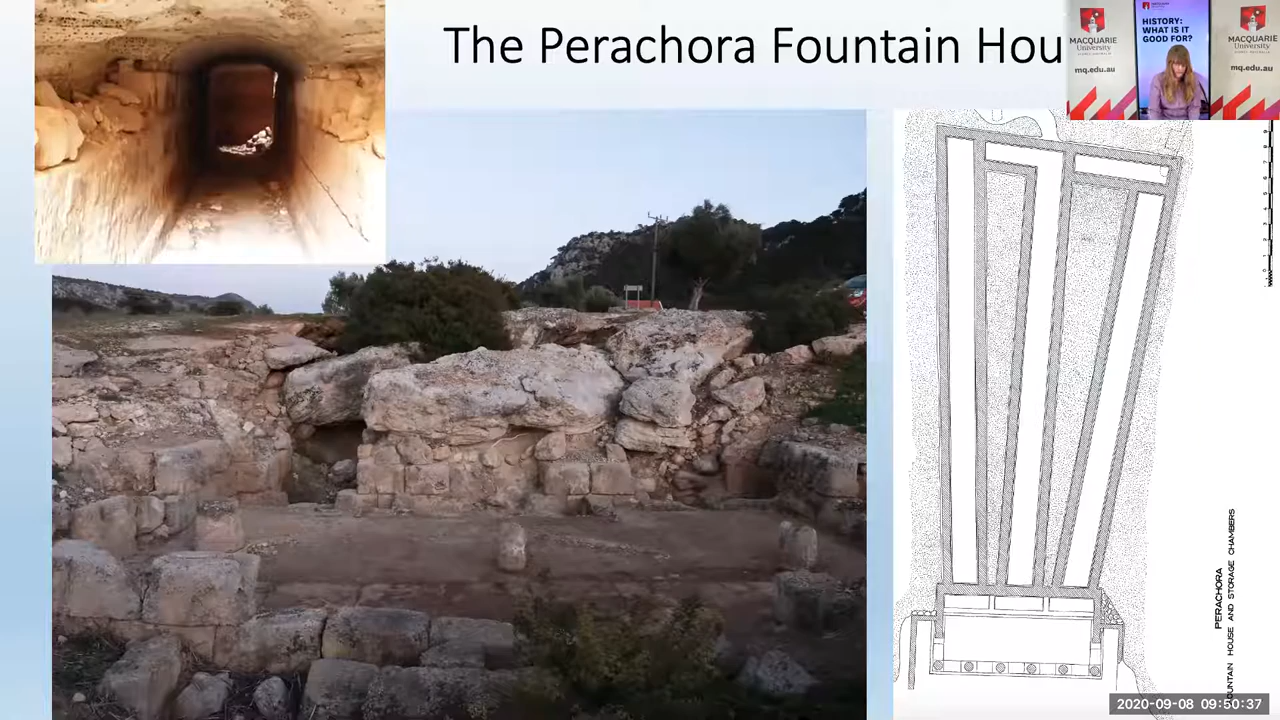 The Perachora Fountain Hou
MACQUARIE
University
mq.edu.au
HISTORY:
WHAT IS IT
GOOD FOR?
MACQUARIE
University
mq.edu.au
PERACHORA
OUNTAIN HOUSE AND STORAGE CHAMBERS
2020-09-08 09:50:37